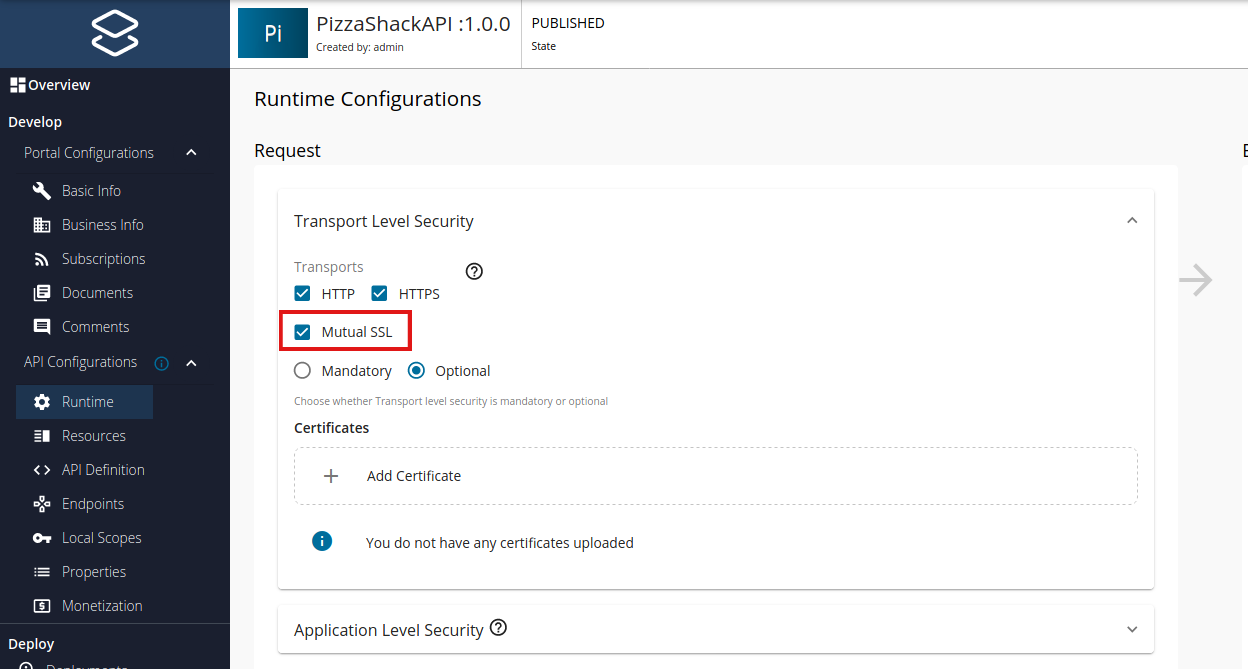 Pi
PizzaShackAPI :1.0.0
Created by: admin
PUBLISHED
State
Overview
Develop
Portal Configurations
Basic Info
Business Info
Subscriptions
Documents
Comments
API Configurations
Runtime
Resources
API Definition
Endpoints
Local Scopes
Properties
Monetization
Deploy
Deployments
Runtime Configurations
Request
Transport Level Security
Transports
HTTP HTTPS
Mutual SSL
Mandatory Optional
Choose whether Transport level security is mandatory or optional
Certificates
Add Certificate
You do not have any certificates uploaded
Application Level Security